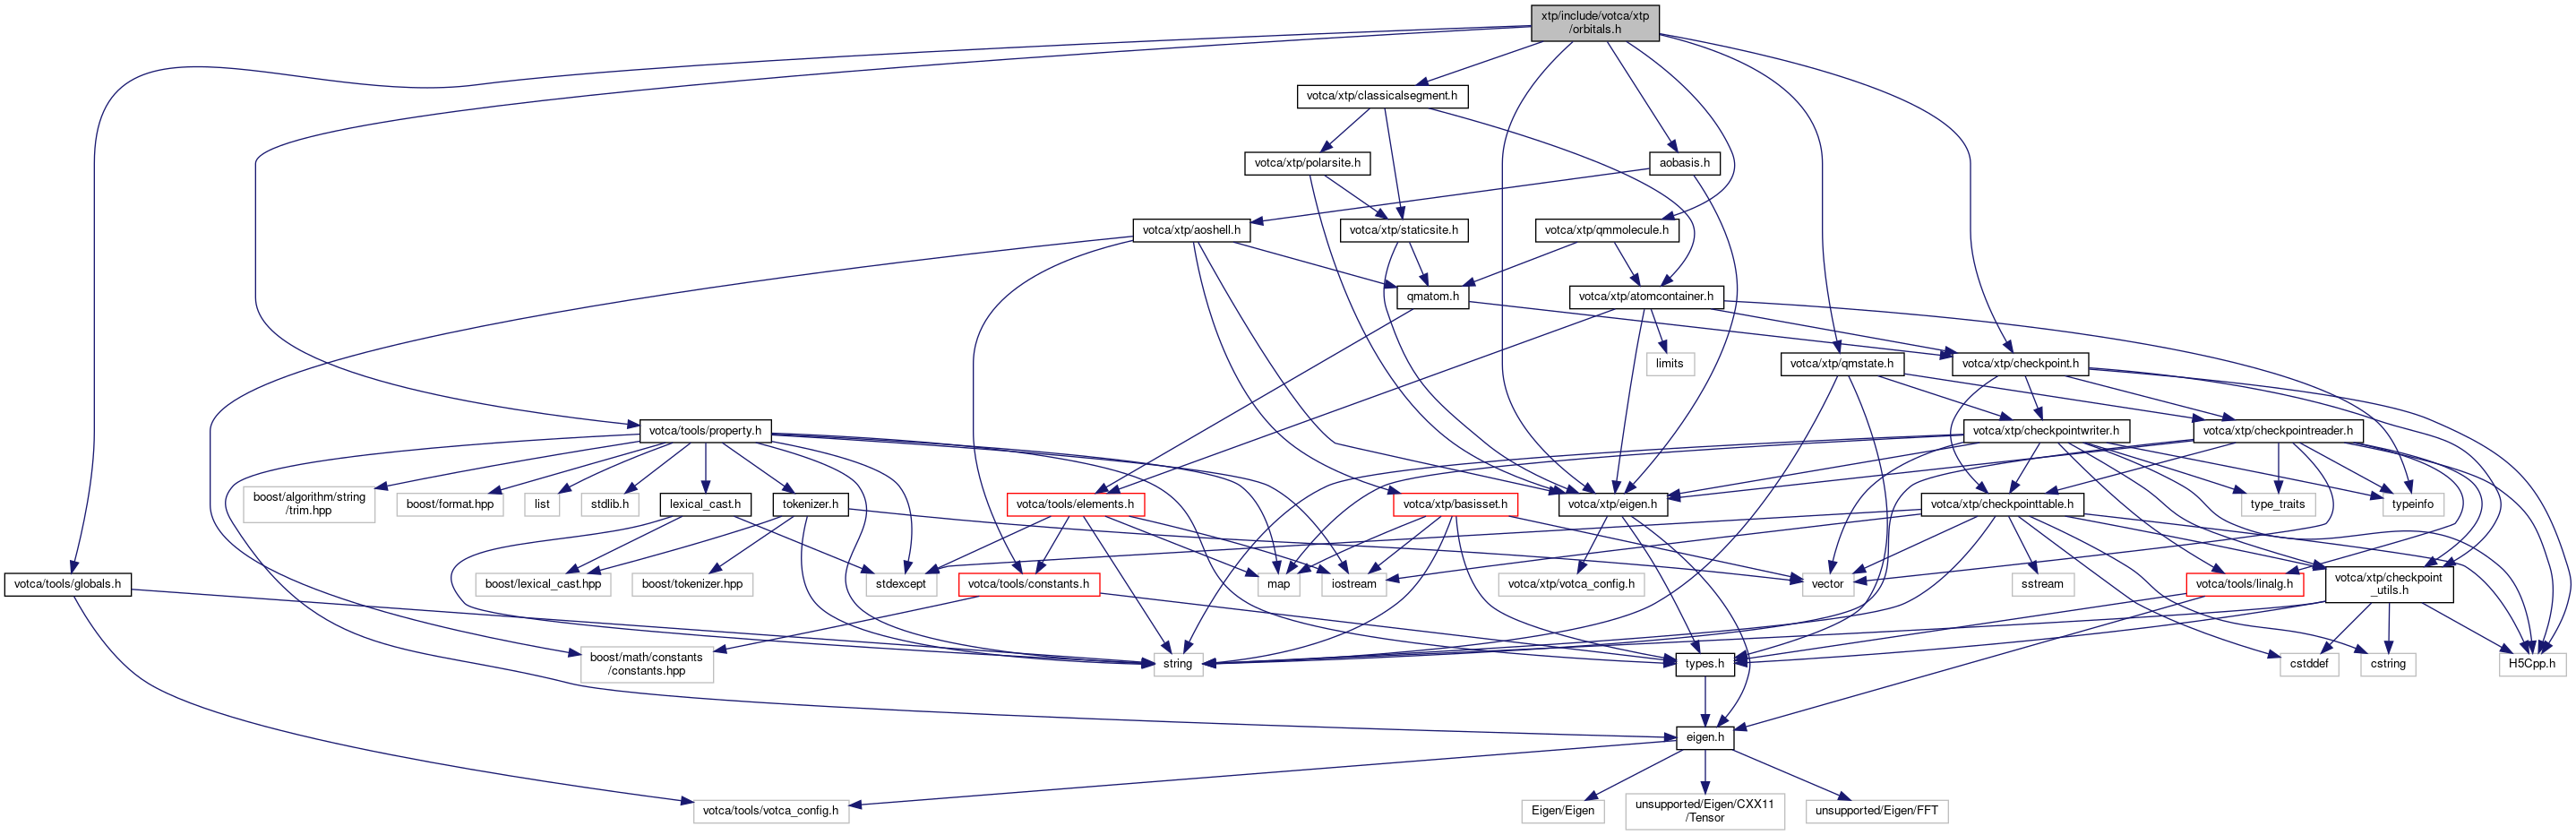 xtp/include/votca/xtp
/orbitals.h
votca/xtp/classicalsegment.h
votca/xtp/polarsite.h
aobasis.h
votca/xtp/aoshell.h
votca/xtp/staticsite.h
votca/xtp/qmmolecule.h
qmatom.h
votca/xtp/atomcontainer.h
limits
votca/xtp/qmstate.h
votca/xtp/checkpoint.h
votca/tools/property.h
votca/xtp/checkpointwriter.h
votca/xtp/checkpointreader.h
boost/algorithm/string
/trim.hpp
boost/format.hpp
list
stdlib.h
lexical_cast.h
tokenizer.h
votca/tools/elements.h
votca/xtp/basisset.h
votca/xtp/eigen.h
votca/xtp/checkpointtable.h
type_traits
typeinfo
votca/tools/globals.h
boost/lexical_cast.hpp
boost/tokenizer.hpp
stdexcept
votca/tools/constants.h
map
iostream
votca/xtp/votca_config.h
vector
sstream
votca/tools/linalg.h
votca/xtp/checkpoint
_utils.h
boost/math/constants
/constants.hpp
string
types.h
cstddef
cstring
H5Cpp.h
eigen.h
votca/tools/votca_config.h
Eigen/Eigen
unsupported/Eigen/CXX11
/Tensor
unsupported/Eigen/FFT